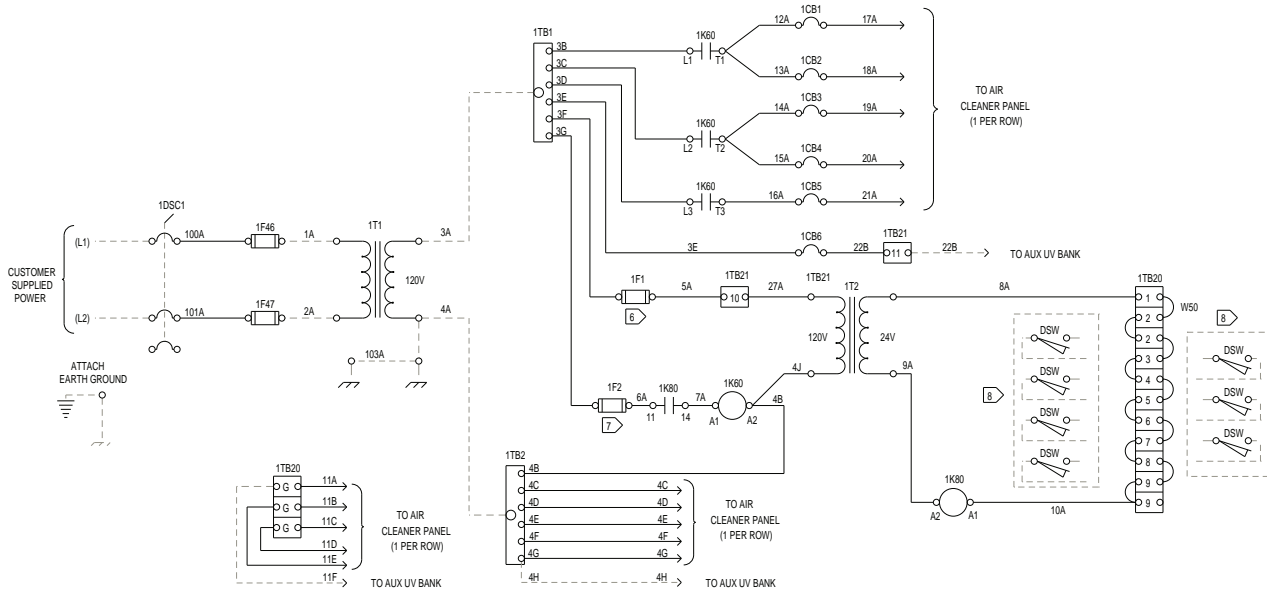 1CB1
12A
17A
1K60
L1
T1
1CB2
13A
18A
1TB1
3B
3C
3D
3E
3F
3G
1CB3
14A
19A
1K60
L2
T2
1CB4
15A
20A
TO AIR
CLEANER PANEL
(1 PER ROW)
1K60
L3
T3
16A
1CB5
21A
3E
1CB6
22B
1TB21
11
22B
TO AUX UV BANK
CUSTOMER
SUPPLIED
POWER
(L1)
(L2)
1DSC1
100A
1F46
1A
101A
1F47
2A
1T1
120V
3A
4A
103A
ATTACH
EARTH GROUND
1F1
6
5A
1TB21
10
27A
1TB21
1T2
120V
24V
4J
8A
9A
1F2
7
6A
1K80
11
14
7A
1K60
A1
A2
4B
1TB20
1
2
2
3
4
5
6
7
8
9
9
W50
8
DSW
DSW
DSW
DSW
8
DSW
DSW
DSW
1K80
A2
A1
10A
1TB20
G
G
G
11A
11B
11C
11D
11E
11F
TO AIR
CLEANER PANEL
(1 PER ROW)
TO AUX UV BANK
1TB2
4B
4C
4C
4D
4D
4E
4E
4F
4F
4G
4G
4H
4H
TO AIR
CLEANER PANEL
(1 PER ROW)
TO AUX UV BANK